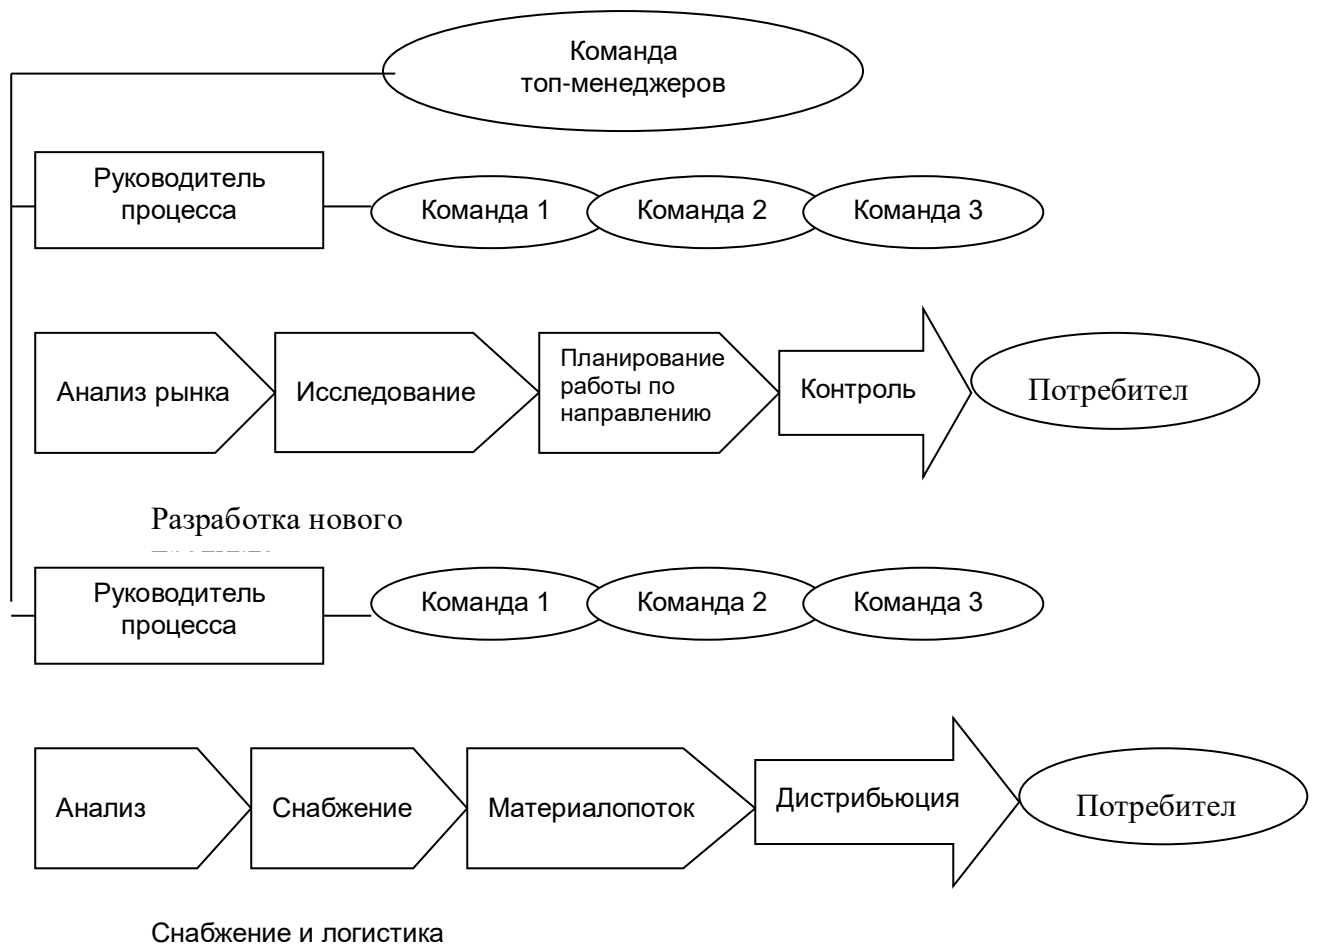 Команда
топ-менеджеров
Руководитель
процесса
Команда 1
Команда 2
Команда 3
Анализ рынка
Исследование
Планирование
работы по
направлению
Контроль
Потребител
Разработка нового
Руководитель
процесса
Команда 1
Команда 2
Команда 3
Анализ
Снабжение
Материалопоток
Дистрибьюция
Потребител
Снабжение и логистика